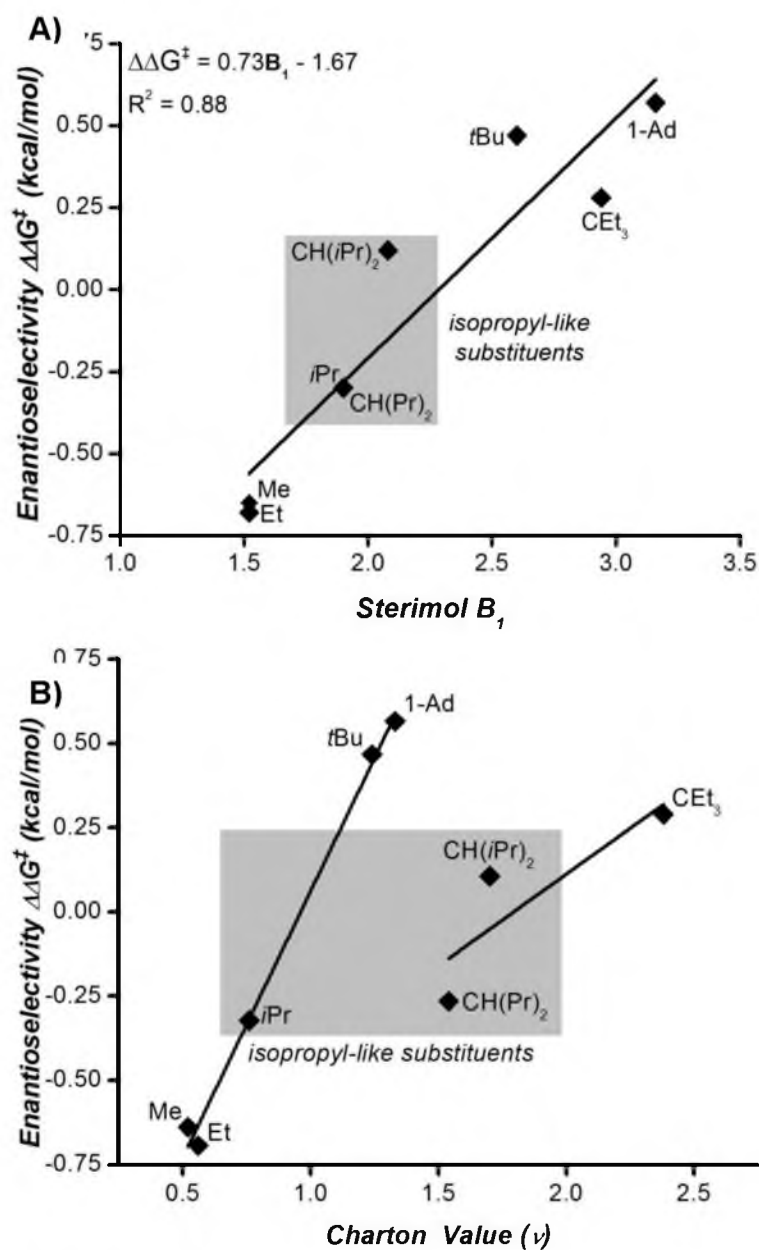 A)
.75
ΔΔG‡ = 0.73B₁ - 1.67
R² = 0.88
0.50
0.25
0.00
-0.25
-0.50
-0.75
Enantioselectivity ΔΔG‡ (kcal/mol)
tBu
1-Ad
CEt₃
CH(iPr)₂
isopropyl-like
substituents
iPr
CH(Pr)₂
Me
Et
1.0 1.5 2.0 2.5 3.0 3.5
Sterimol B₁
B)
0.75
0.50
0.25
0.00
-0.25
-0.50
-0.75
Enantioselectivity ΔΔG‡ (kcal/mol)
1-Ad
tBu
CEt₃
CH(iPr)₂
iPr
CH(Pr)₂
isopropyl-like substituents
Me
Et
0.5 1.0 1.5 2.0 2.5
Charton Value (ν)